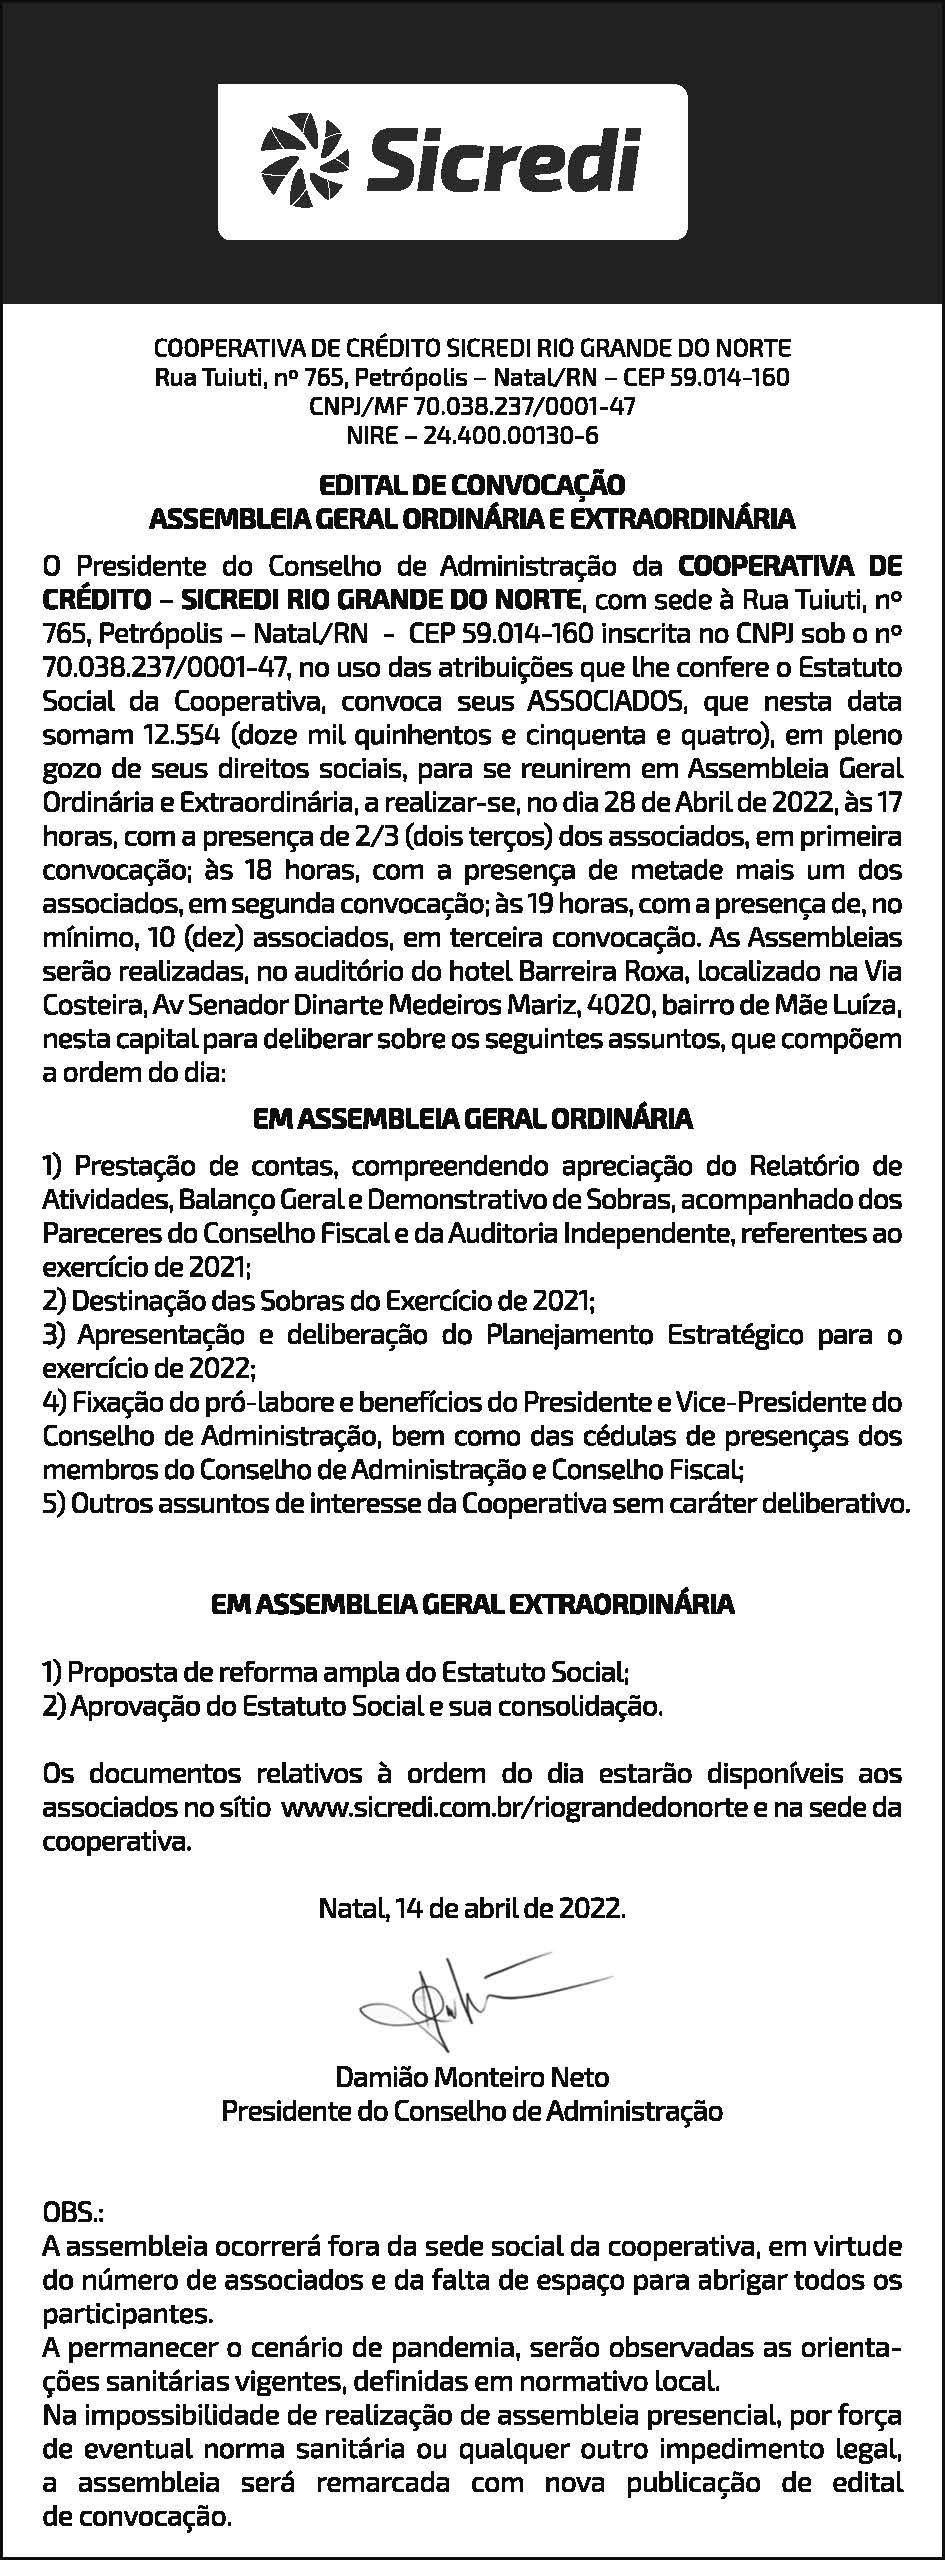 Sicredi
COOPERATIVA DE CRÉDITO SICREDI RIO GRANDE DO NORTE
Rua Tuiuti, nº 765, Petrópolis – Natal/RN – CEP 59.014-160
CNPJ/MF 70.038.237/0001-47
NIRE – 24.400.00130-6
EDITAL DE CONVOCAÇÃO
ASSEMBLEIA GERAL ORDINÁRIA E EXTRAORDINÁRIA
O Presidente do Conselho de Administração da COOPERATIVA DE
CRÉDITO – SICREDI RIO GRANDE DO NORTE, com sede à Rua Tuiuti, nº
765, Petrópolis – Natal/RN - CEP 59.014-160 inscrita no CNPJ sob o nº
70.038.237/0001-47, no uso das atribuições que lhe confere o Estatuto
Social da Cooperativa, convoca seus ASSOCIADOS, que nesta data
somam 12.554 (doze mil quinhentos e cinquenta e quatro), em pleno
gozo de seus direitos sociais, para se reunirem em Assembleia Geral
Ordinária e Extraordinária, a realizar-se, no dia 28 de Abril de 2022, às 17
horas, com a presença de 2/3 (dois terços) dos associados, em primeira
convocação; às 18 horas, com a presença de metade mais um dos
associados, em segunda convocação; às 19 horas, com a presença de, no
mínimo, 10 (dez) associados, em terceira convocação. As Assembleias
serão realizadas, no auditório do hotel Barreira Roxa, localizado na Via
Costeira, Av Senador Dinarte Medeiros Mariz, 4020, bairro de Mãe Luíza,
nesta capital para deliberar sobre os seguintes assuntos, que compõem
a ordem do dia:
EM ASSEMBLEIA GERAL ORDINÁRIA
1) Prestação de contas, compreendendo apreciação do Relatório de
Atividades, Balanço Geral e Demonstrativo de Sobras, acompanhado dos
Pareceres do Conselho Fiscal e da Auditoria Independente, referentes ao
exercício de 2021;
2) Destinação das Sobras do Exercício de 2021;
3) Apresentação e deliberação do Planejamento Estratégico para o
exercício de 2022;
4) Fixação do pró-labore e benefícios do Presidente e Vice-Presidente do
Conselho de Administração, bem como das cédulas de presenças dos
membros do Conselho de Administração e Conselho Fiscal;
5) Outros assuntos de interesse da Cooperativa sem caráter deliberativo.
EM ASSEMBLEIA GERAL EXTRAORDINÁRIA
1) Proposta de reforma ampla do Estatuto Social;
2) Aprovação do Estatuto Social e sua consolidação.
Os documentos relativos à ordem do dia estarão disponíveis aos
associados no sítio www.sicredi.com.br/riograndedonorte e na sede da
cooperativa.
Natal, 14 de abril de 2022.
Damião Monteiro Neto
Presidente do Conselho de Administração
OBS.:
A assembleia ocorrerá fora da sede social da cooperativa, em virtude
do número de associados e da falta de espaço para abrigar todos os
participantes.
A permanecer o cenário de pandemia, serão observadas as orienta-
ções sanitárias vigentes, definidas em normativo local.
Na impossibilidade de realização de assembleia presencial, por força
de eventual norma sanitária ou qualquer outro impedimento legal,
a assembleia será remarcada com nova publicação de edital
de convocação.